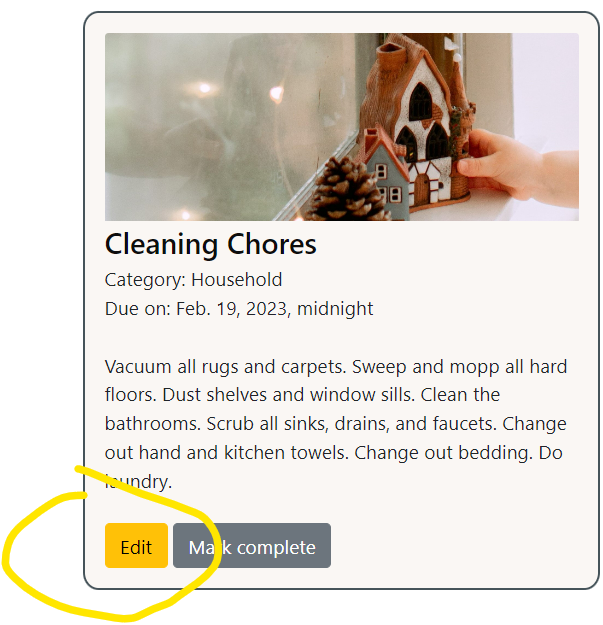 Cleaning Chores
Category: Household
Due on: Feb. 19, 2023, midnight
Vacuum all rugs and carpets. Sweep and mopp all hard
floors. Dust shelves and window sills. Clean the
bathrooms. Scrub all sinks, drains, and faucets. Change
out hand and kitchen towels. Change out bedding. Do
laundry.
Edit Mark complete